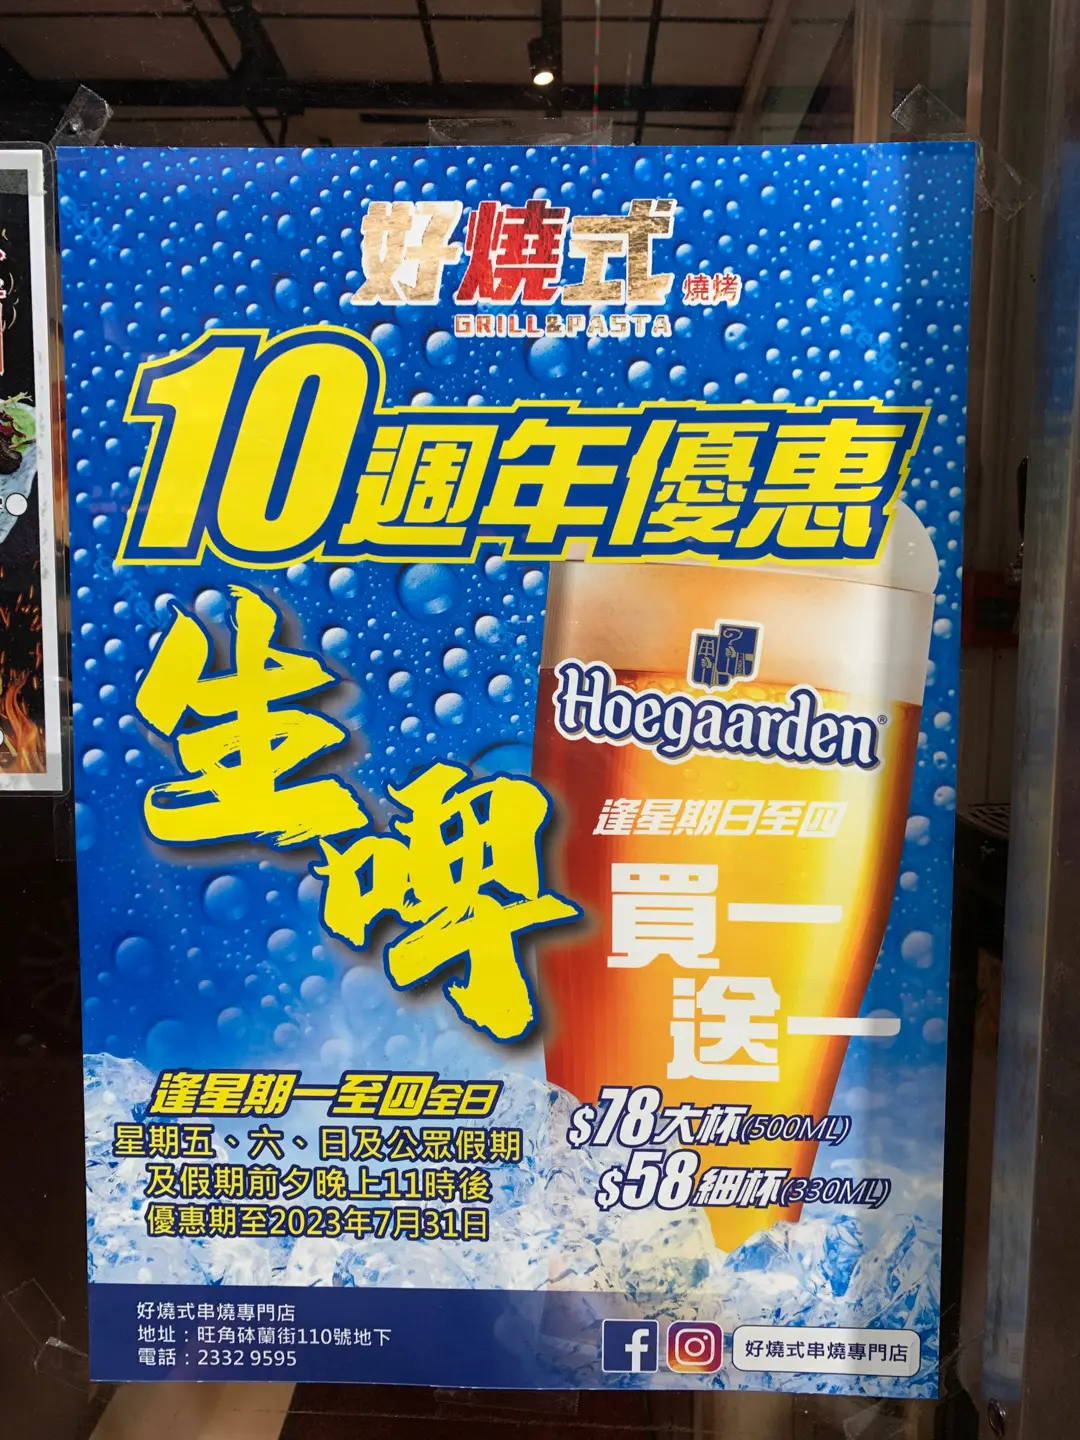 好燒式 燒烤
GRILL&PASTA
10週年優惠
生啤
Hoegaarden®
逢星期日至四
買一
送一
逢星期一至四全日
星期五、六、日及公眾假期
及假期前夕晚上11時後
優惠期至2023年7月31日
$78大杯(500ML)
$58細杯(330ML)
好燒式串燒專門店
地址：旺角砵蘭街110號地下
電話：2332 9595
好燒式串燒專門店